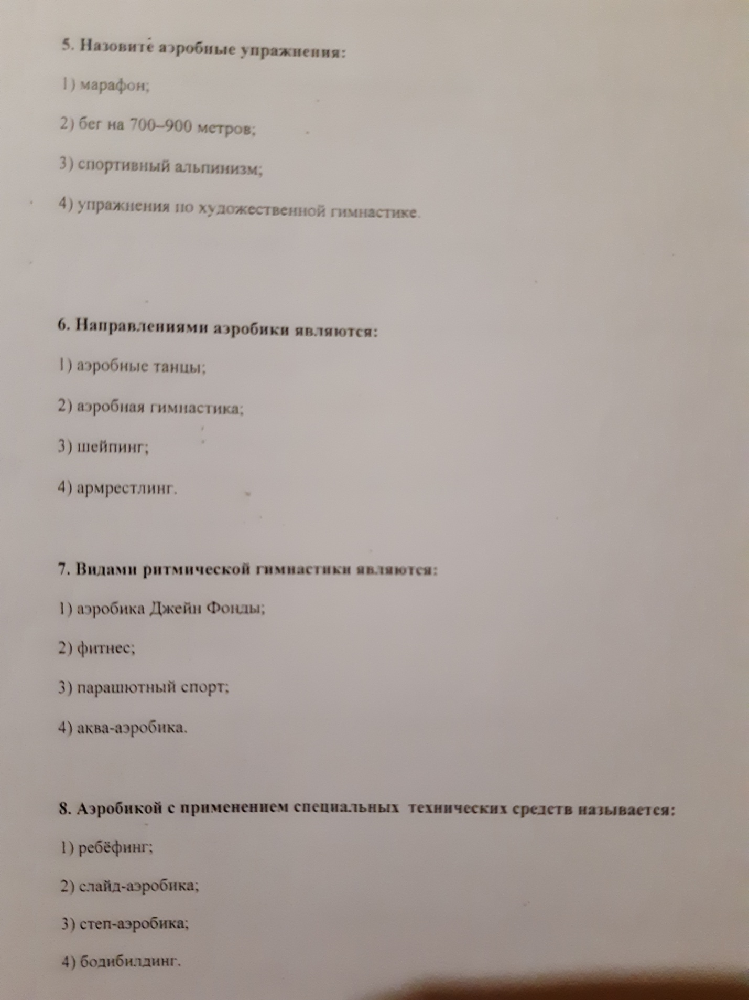 5. Назовите аэробные упражнения:
1) марафон;
2) бег на 700–900 метров;
3) спортивный альпинизм;
4) упражнения по художественной гимнастике.
6. Направлениями аэробики являются:
1) аэробные танцы;
2) аэробная гимнастика;
3) шейпинг;
4) армрестлинг.
7. Видами ритмической гимнастики являются:
1) аэробика Джейн Фонды;
2) фитнес;
3) парашютный спорт;
4) аква-аэробика.
8. Аэробикой с применением специальных технических средств называется:
1) ребёфинг;
2) слайд-аэробика;
3) степ-аэробика;
4) бодибилдинг.